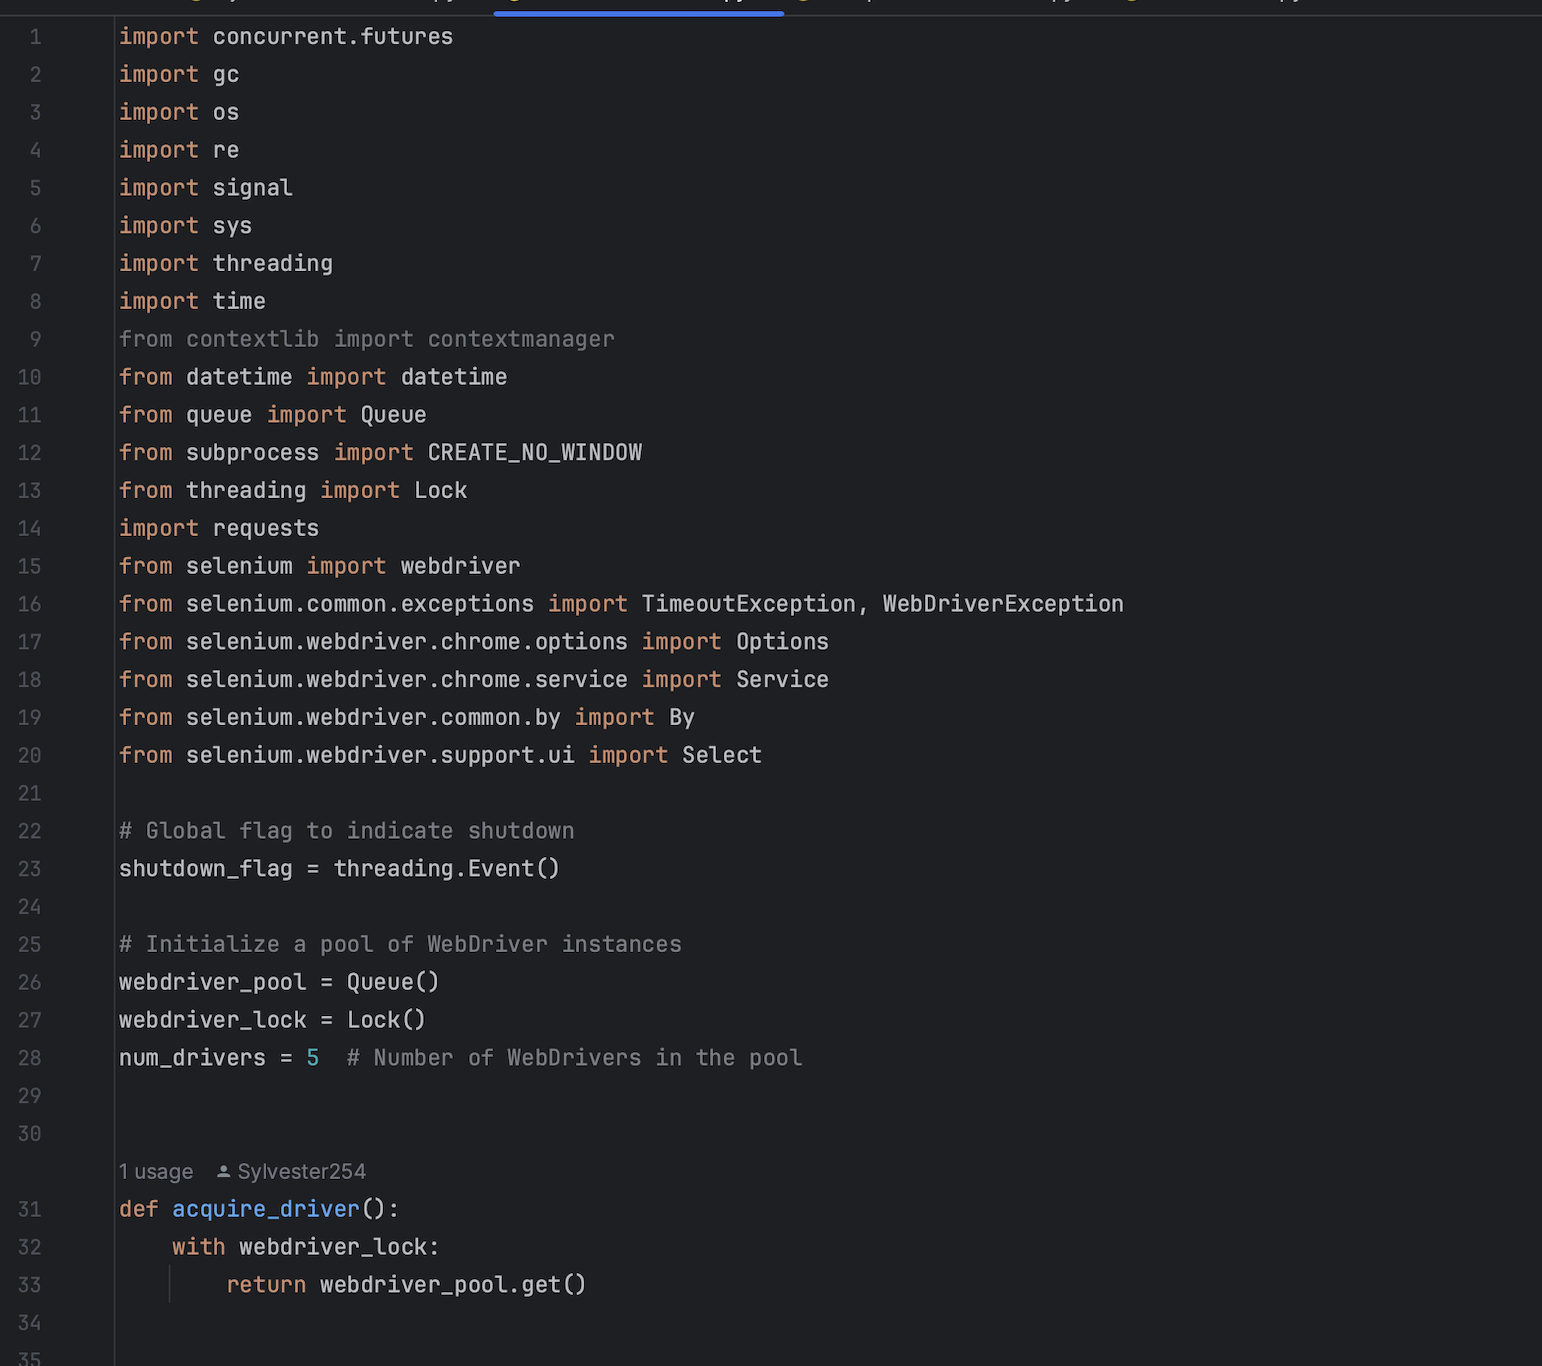 1 import concurrent.futures
2 import gc
3 import os
4 import re
5 import signal
6 import sys
7 import threading
8 import time
9 from contextlib import contextmanager
10 from datetime import datetime
11 from queue import Queue
12 from subprocess import CREATE_NO_WINDOW
13 from threading import Lock
14 import requests
15 from selenium import webdriver
16 from selenium.common.exceptions import TimeoutException, WebDriverException
17 from selenium.webdriver.chrome.options import Options
18 from selenium.webdriver.chrome.service import Service
19 from selenium.webdriver.common.by import By
20 from selenium.webdriver.support.ui import Select
21
22 # Global flag to indicate shutdown
23 shutdown_flag = threading.Event()
24
25 # Initialize a pool of WebDriver instances
26 webdriver_pool = Queue()
27 webdriver_lock = Lock()
28 num_drivers = 5  # Number of WebDrivers in the pool
29
30
1 usage Sylvester254
31 def acquire_driver():
32     with webdriver_lock:
33         return webdriver_pool.get()
34
35